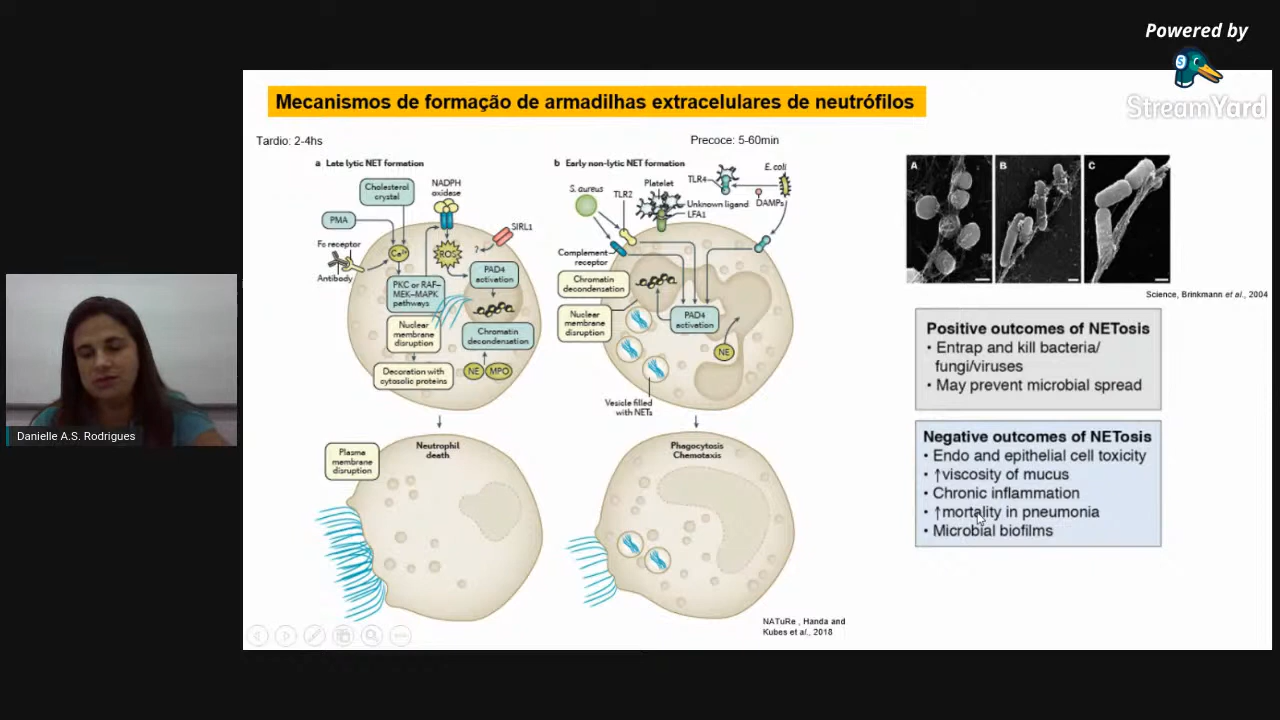 Powered by
StreamYard
Mecanismos de formação de armadilhas extracelulares de neutrófilos
Tardio: 2-4hs
Precoce: 5-60min
a Late lytic NET formation
Cholesterol
crystal
NADPH
oxidase
PMA
SIRL1
Fc receptor
Ca²⁺
ROS
?
Antibody
PAD4
activation
PKC or RAF–
MEK–MAPK
pathways
Nuclear
membrane
disruption
Chromatin
decondensation
Decoration with
cytosolic proteins
NE
MPO
Plasma
membrane
disruption
Neutrophil
death
b Early non-lytic NET formation
S. aureus
TLR2
Platelet
TLR4
E. coli
Unknown ligand
LFA1
DAMPs
Complement
receptor
Chromatin
decondensation
Nuclear
membrane
disruption
PAD4
activation
NE
Vesicle filled
with NETs
Phagocytosis
Chemotaxis
NATuRe , Handa and
Kubes et al., 2018
A
B
C
Science, Brinkmann et al., 2004
Positive outcomes of NETosis
• Entrap and kill bacteria/
fungi/viruses
• May prevent microbial spread
Negative outcomes of NETosis
• Endo and epithelial cell toxicity
• ↑viscosity of mucus
• Chronic inflammation
• ↑mortality in pneumonia
• Microbial biofilms
Danielle A.S. Rodrigues